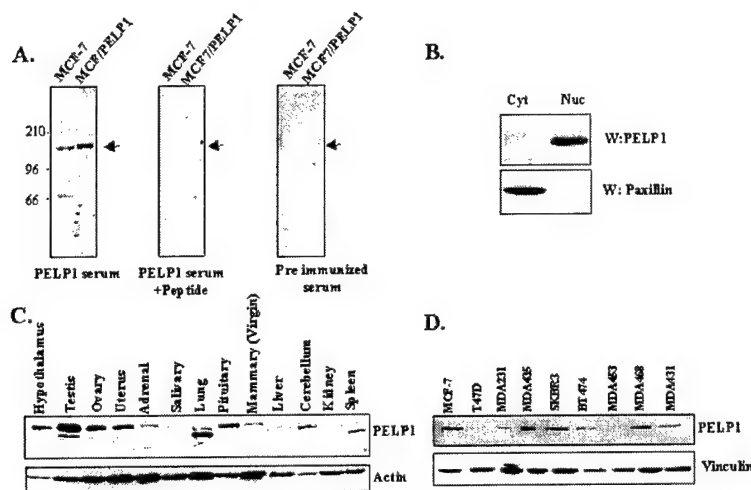 A.
MCF-7
MCF/PELP1
MCF-7
MCF7/PELP1
MCF-7
MCF7/PELP1
210
96
66
PELP1 serum
PELP1 serum
+Peptide
Pre immunized
serum
B.
Cyt Nuc
W:PELP1
W: Paxillin
C.
Hypothalamus
Testis
Ovary
Uterus
Adrenal
Salivary
Lung
Pituitary
Mammary (Virgin)
Liver
Cerebellum
Kidney
Spleen
PELP1
Actin
D.
MCF-7
T47D
MDA231
MDA435
SKBR3
BT474
MDA453
MDA468
MDA431
PELP1
Vinculin